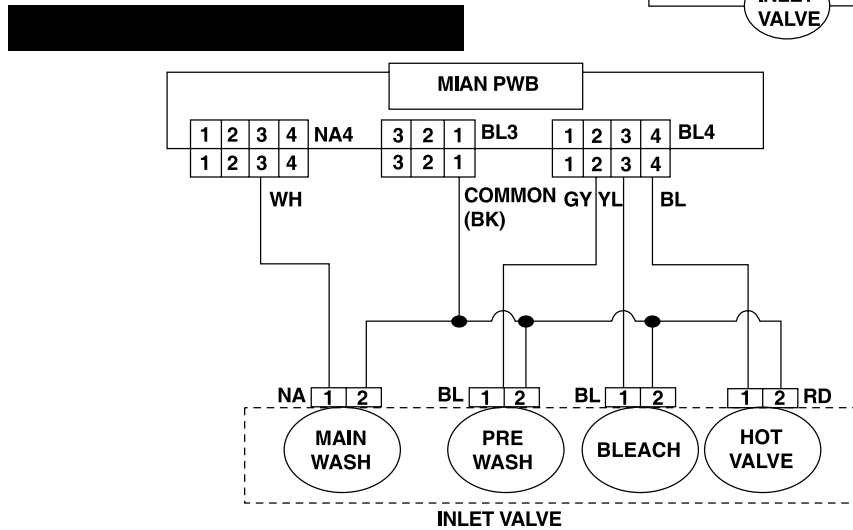 INLET
VALVE
MIAN PWB
1 2 3 4 NA4 3 2 1 BL3 1 2 3 4 BL4
1 2 3 4 3 2 1 1 2 3 4
WH COMMON GY YL BL
(BK)
NA 1 2 BL 1 2 BL 1 2 1 2 RD
MAIN
WASH
PRE
WASH
BLEACH
HOT
VALVE
INLET VALVE